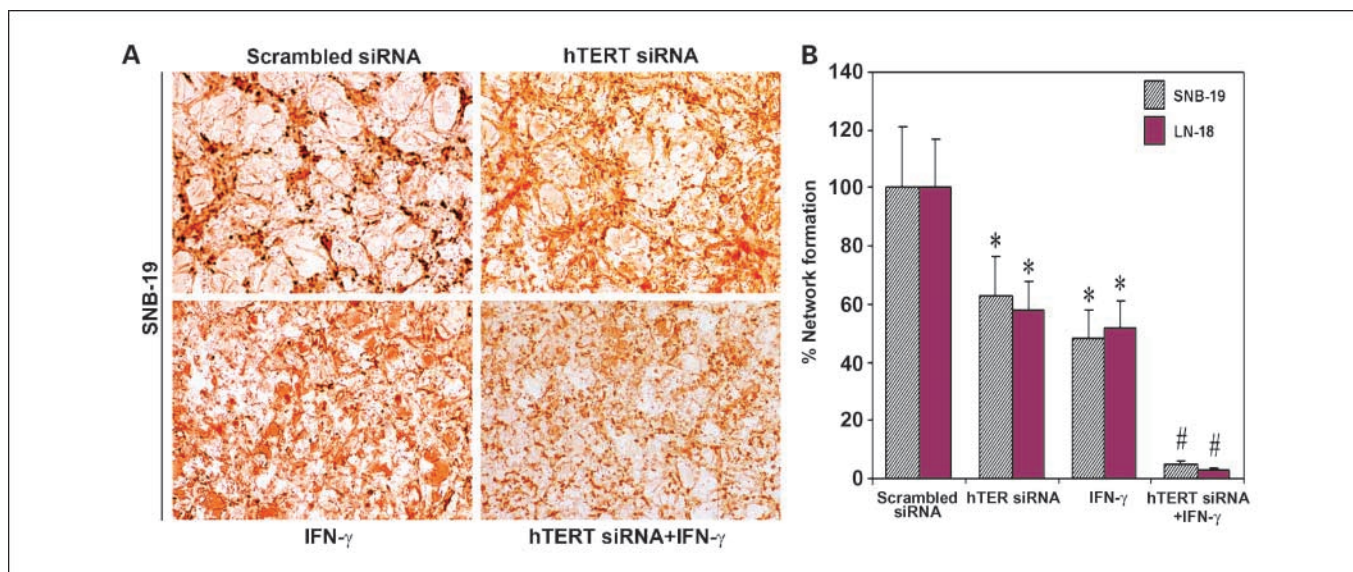 A
Scrambled siRNA
hTERT siRNA
SNB-19
IFN-γ
hTERT siRNA+IFN-γ
B
140
120
100
80
60
40
20
0
% Network formation
SNB-19
LN-18
*
*
*
*
#
#
Scrambled
siRNA
hTER siRNA
IFN-γ
hTERT siRNA
+IFN-γ